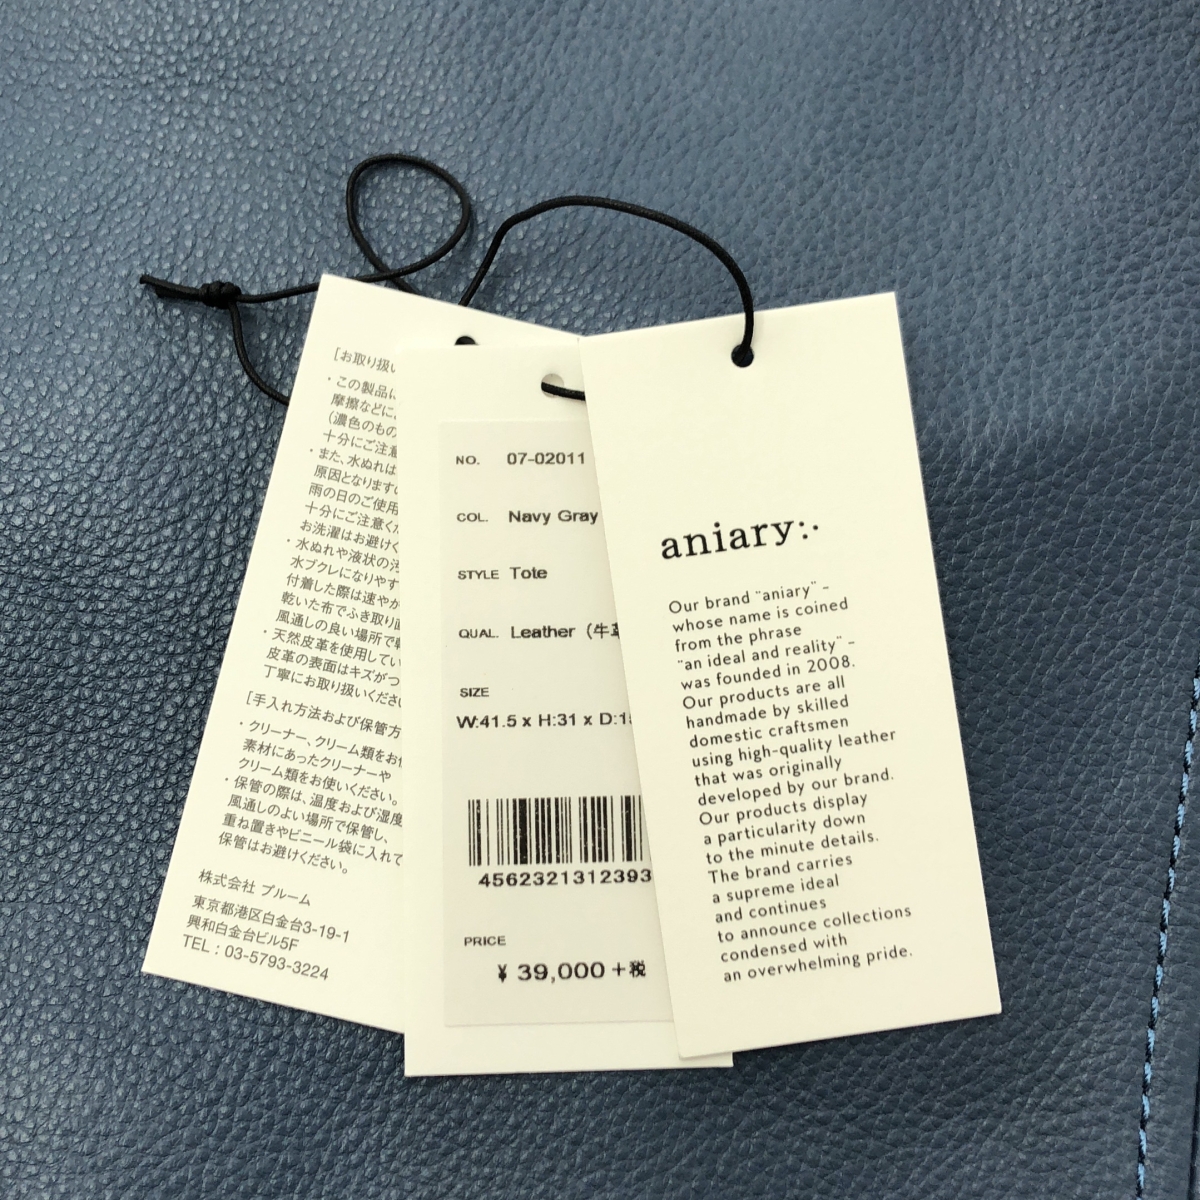 [お取り扱い
・この製品に
摩擦などに
(濃色のもの
十分にご注意
・また、水ぬれは
原因となりますの
雨の日のご使用
十分にご注意くだ
お洗濯はお避けく
・水ぬれや液状の汚
水ブクレになりやす
付着した際は速やか
乾いた布でふき取り
風通しの良い場所で
・天然皮革を使用してい
皮革の表面はキズがつ
丁寧にお取り扱いくださ
[手入れ方法および保管方
・クリーナー、クリーム類をお
素材にあったクリーナーや
クリーム類をお使いください。
・保管の際は、温度および湿度
風通しのよい場所で保管し、
重ね置きやビニール袋に入れて
保管はお避けください。
株式会社 ブルーム
東京都港区白金台3-19-1
興和白金台ビル5F
TEL : 03-5793-3224
NO. 07-02011
COL. Navy Gray
STYLE Tote
QUAL. Leather (牛革
SIZE
W:41.5 x H:31 x D:1
4562321312393
PRICE
¥ 39,000+税
aniary:·
Our brand "aniary" -
whose name is coined
from the phrase
"an ideal and reality" -
was founded in 2008.
Our products are all
handmade by skilled
domestic craftsmen
using high-quality leather
that was originally
developed by our brand.
Our products display
a particularity down
to the minute details.
The brand carries
a supreme ideal
and continues
to announce collections
condensed with
an overwhelming pride.